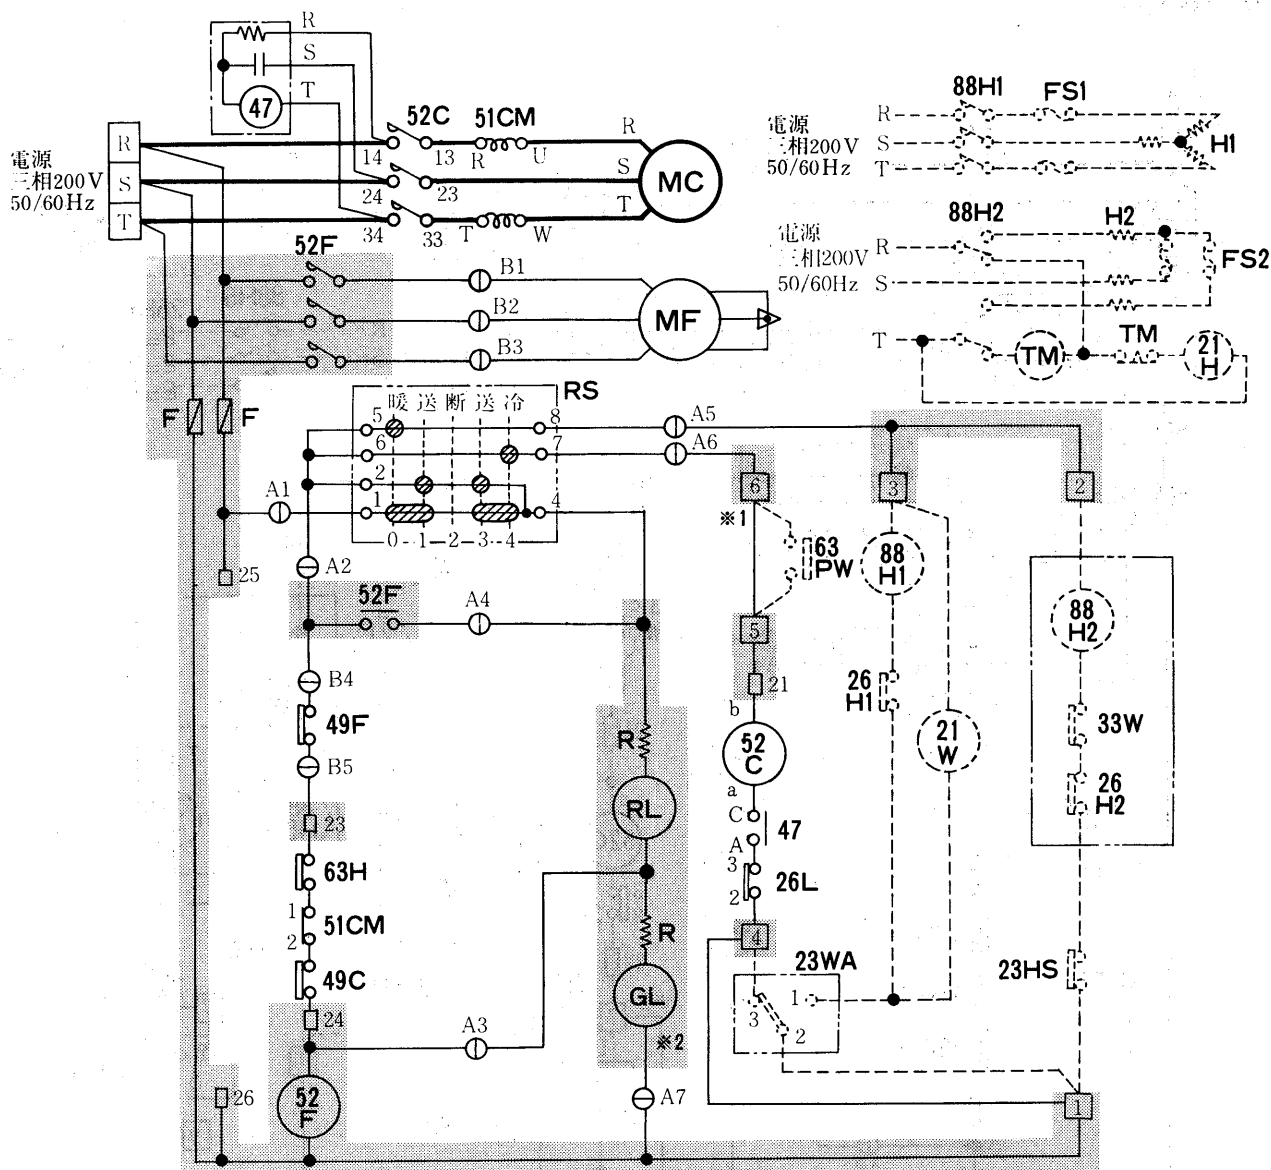 R
S
T
47
52C
51CM
14
13
R
U
R
24
23
S
34
33
T
W
T
MC
電源
三相200V
50/60Hz
R
S
T
電源
三相200V
50/60Hz
R
S
T
88H1
FS1
H1
電源
三相200V
50/60Hz
R
S
T
88H2
H2
FS2
TM
TM
21
H
52F
B1
B2
B3
MF
F
F
RS
暖 送 断 送 冷
5
6
2
1
8
7
4
0 1 2 3 4
A1
A5
A6
25
A2
52F
A4
6
※1
3
2
63
PW
88
H1
5
21
b
52
C
a
C
A
47
3
2
26L
4
26
H1
21
W
88
H2
33W
26
H2
23HS
23WA
1
3
2
1
B4
49F
B5
23
63H
1
2
51CM
49C
24
A3
52
F
26
R
RL
R
GL
※2
A7